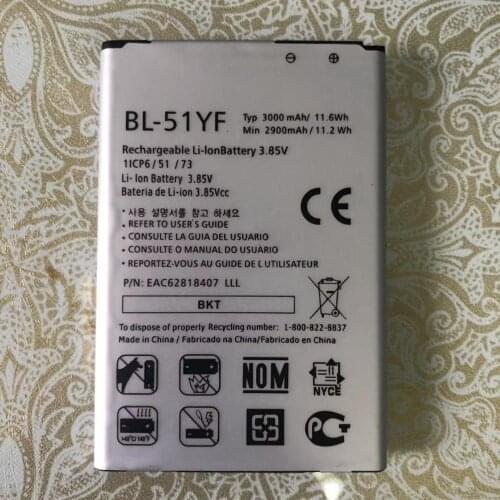 BL-51YF
Typ 3000 mAh/ 11.6Wh
Min 2900mAh/ 11.2 Wh
Rechargeable Li-IonBattery 3.85V
1ICP6/ 51 / 73
Li- Ion Battery 3.85V
Bateria de Li-ion 3.85Vcc
• 사용 설명서를 참고 하세요.
• REFER TO USER'S GUIDE
• CONSULTE LA GUIA DEL USUARIO
• CONSULTE O MANUAL DO USUARIO
• REPORTEZ-VOUS AU GUIDE DE L'UTILISATEUR
P/N: EAC62818407 LLL
BKT
CE
Properly disposed of promptly Recycling number: 1-800-822-8837
Made in China / Fabricado na China / Fabricado en China
NOM
NYCE
PCT